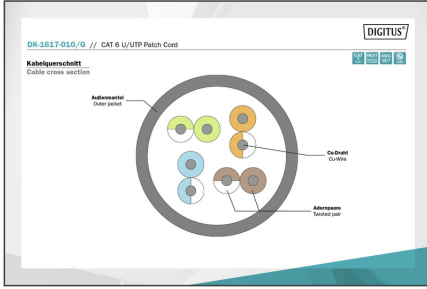 DIGITUS®
DK-1617-010/G // CAT 6 U/UTP Patch Cord
Kabelquerschnitt
Cable cross section
Außenmantel
Outer jacket
Cu-Draht
Cu-Wire
Adernpaare
Twisted pair